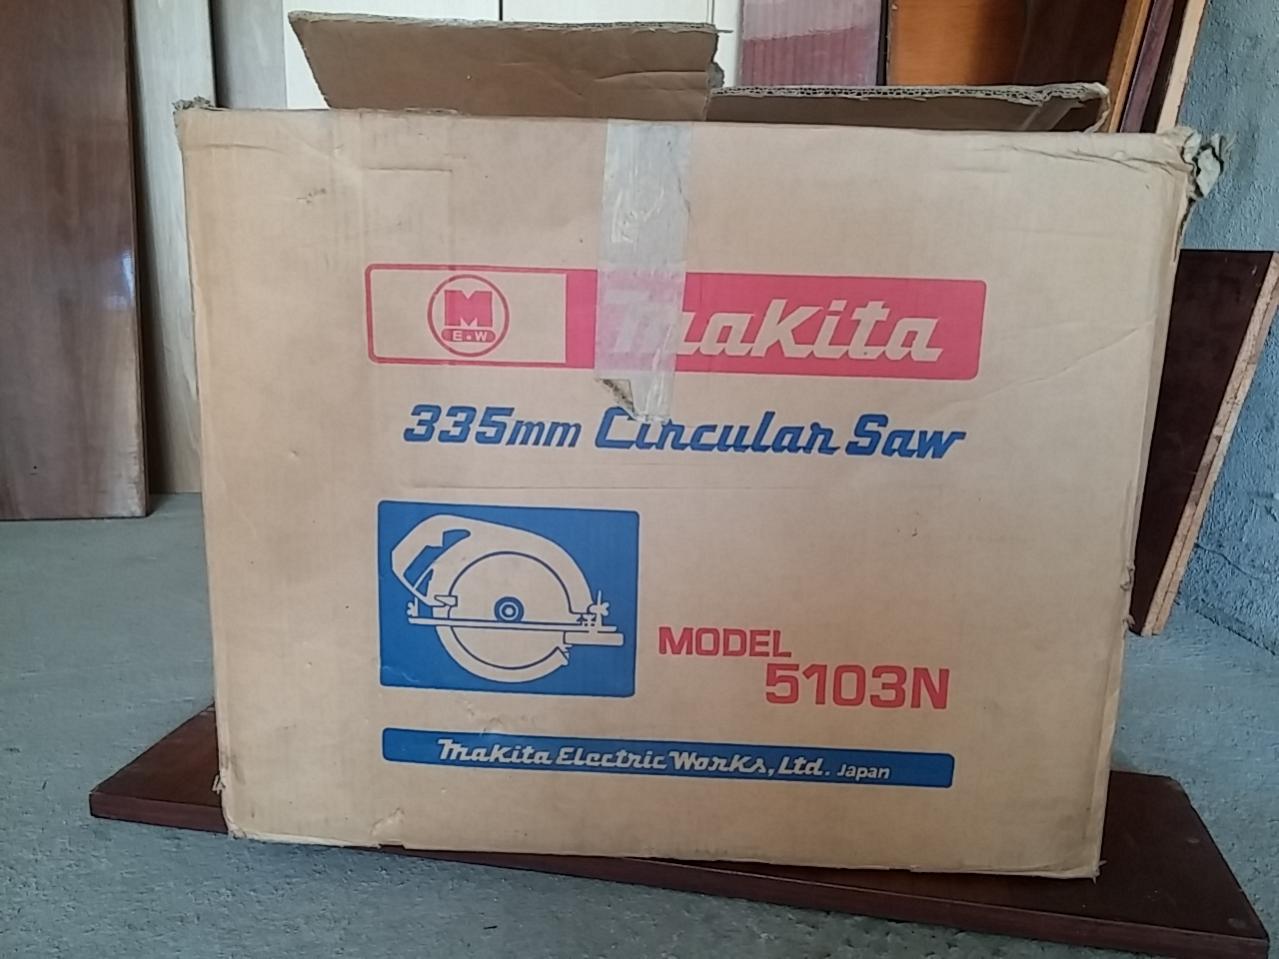 M
E•W
Makita
335mm Circular Saw
MODEL
5103N
Makita Electric Works, Ltd. Japan